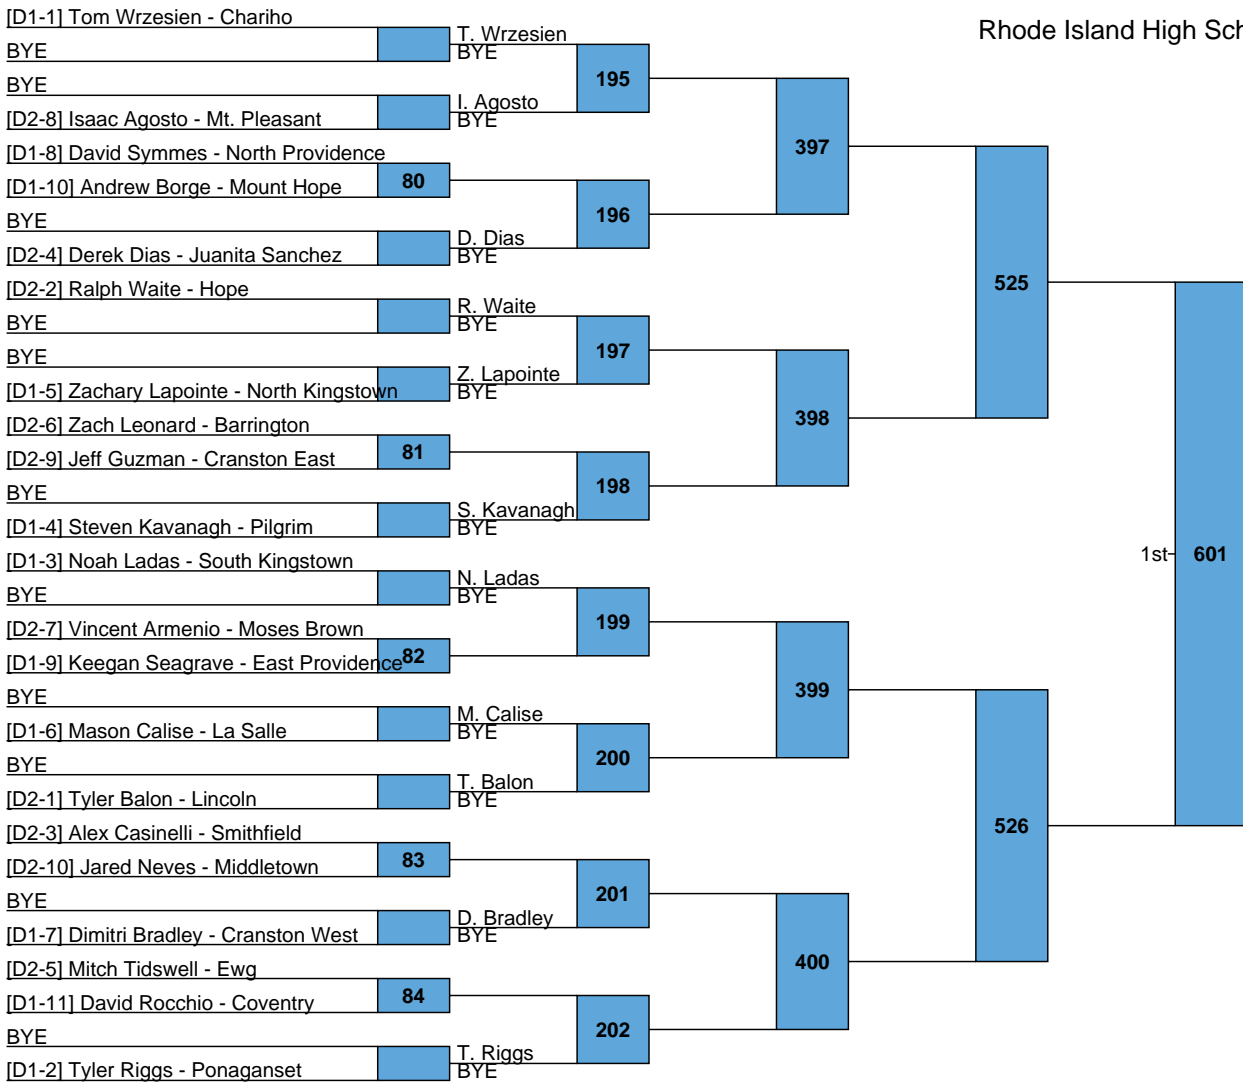 [D1-1] Tom Wrzesien - Chariho
Rhode Island High Sch
T. Wrzesien
BYE
BYE
195
BYE
I. Agosto
[D2-8] Isaac Agosto - Mt. Pleasant
BYE
397
[D1-8] David Symmes - North Providence
80
[D1-10] Andrew Borge - Mount Hope
196
BYE
D. Dias
[D2-4] Derek Dias - Juanita Sanchez
BYE
525
[D2-2] Ralph Waite - Hope
R. Waite
BYE
BYE
197
BYE
Z. Lapointe
[D1-5] Zachary Lapointe - North Kingstown
BYE
398
[D2-6] Zach Leonard - Barrington
81
[D2-9] Jeff Guzman - Cranston East
198
BYE
S. Kavanagh
[D1-4] Steven Kavanagh - Pilgrim
BYE
1st
601
[D1-3] Noah Ladas - South Kingstown
N. Ladas
BYE
BYE
199
[D2-7] Vincent Armenio - Moses Brown
82
[D1-9] Keegan Seagrave - East Providence
399
BYE
M. Calise
[D1-6] Mason Calise - La Salle
BYE
200
BYE
T. Balon
[D2-1] Tyler Balon - Lincoln
BYE
526
[D2-3] Alex Casinelli - Smithfield
83
[D2-10] Jared Neves - Middletown
201
BYE
D. Bradley
[D1-7] Dimitri Bradley - Cranston West
BYE
400
[D2-5] Mitch Tidswell - Ewg
84
[D1-11] David Rocchio - Coventry
202
BYE
T. Riggs
[D1-2] Tyler Riggs - Ponaganset
BYE